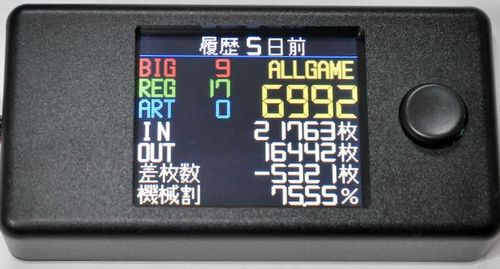 履歴 5日前
BIG 9 ALLGAME
REG 17 6992
ART 0
IN 21763枚
OUT 16442枚
差枚数 -5321枚
機械割 75.55%